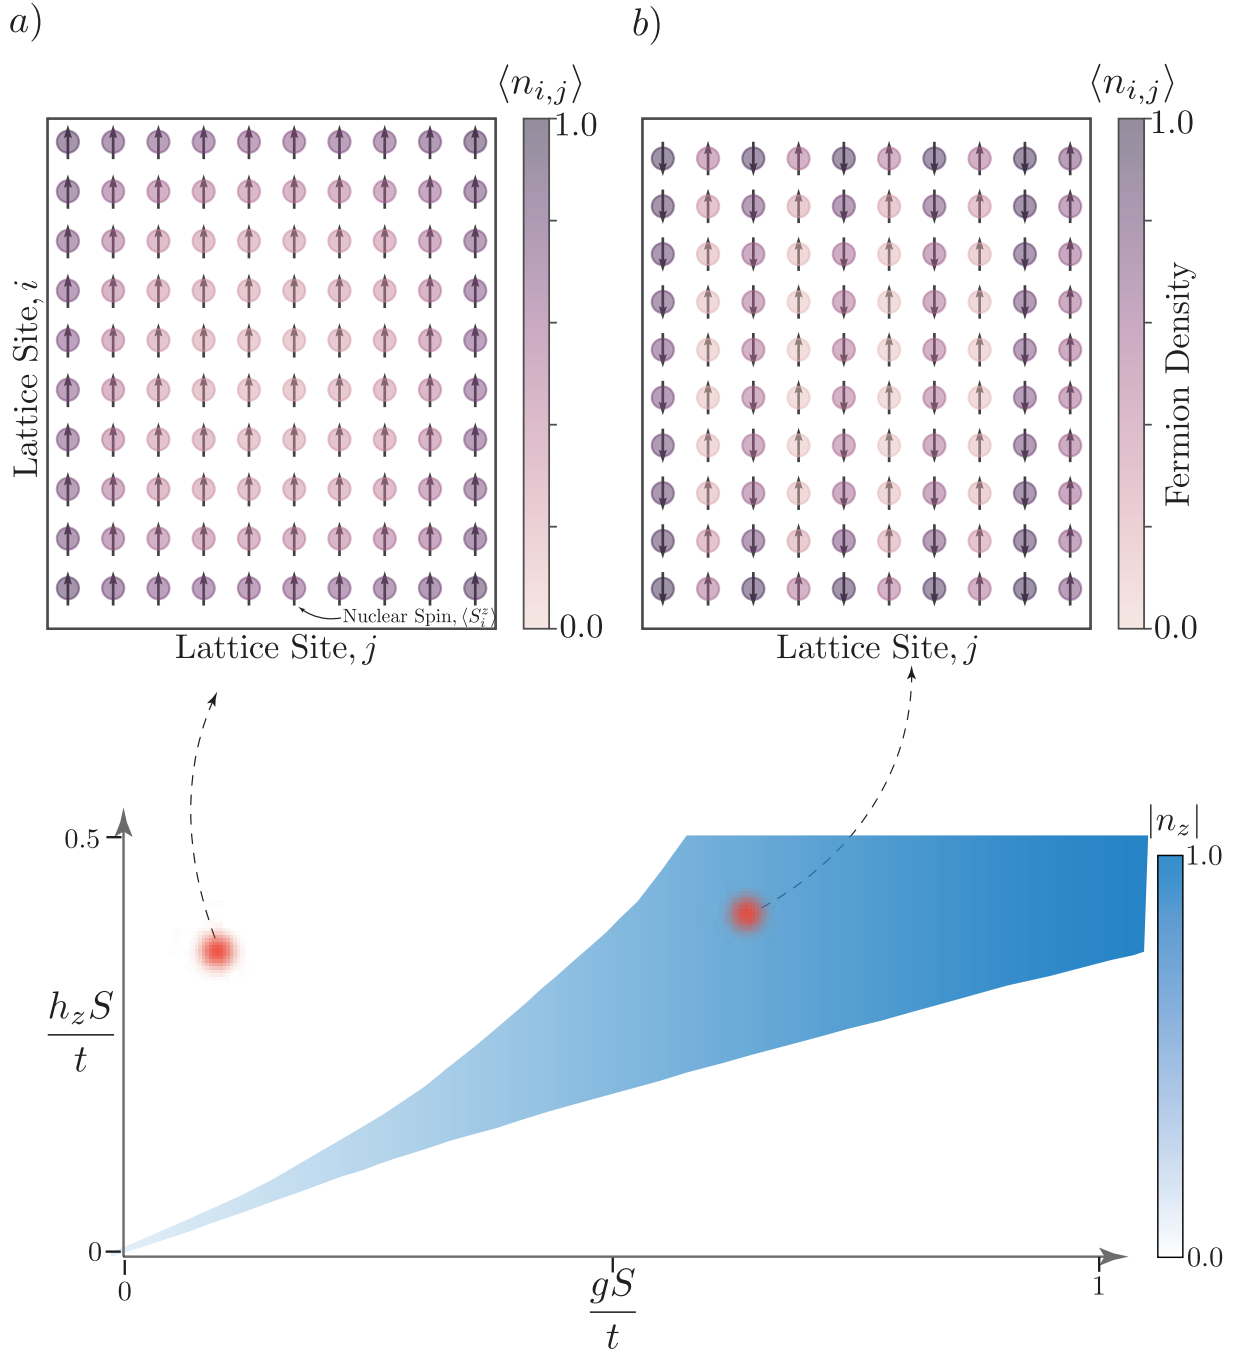 a)
b)
⟨n_{i,j}⟩
⟨n_{i,j}⟩
1.0
1.0
Lattice Site, i
Fermion Density
Nuclear Spin, ⟨S_i^z⟩
0.0
0.0
Lattice Site, j
Lattice Site, j
|n_z|
0.5
1.0
h_z S
t
0
0.0
0
gS
t
1